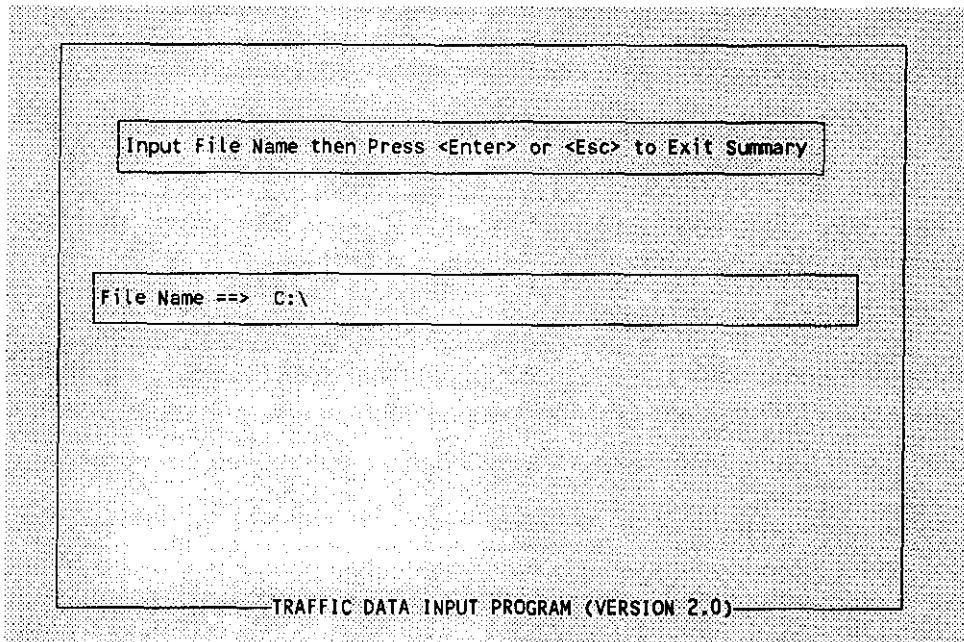 Input File Name then Press <Enter> or <Esc> to Exit Summary
File Name ==> C:\
TRAFFIC DATA INPUT PROGRAM (VERSION 2.0)